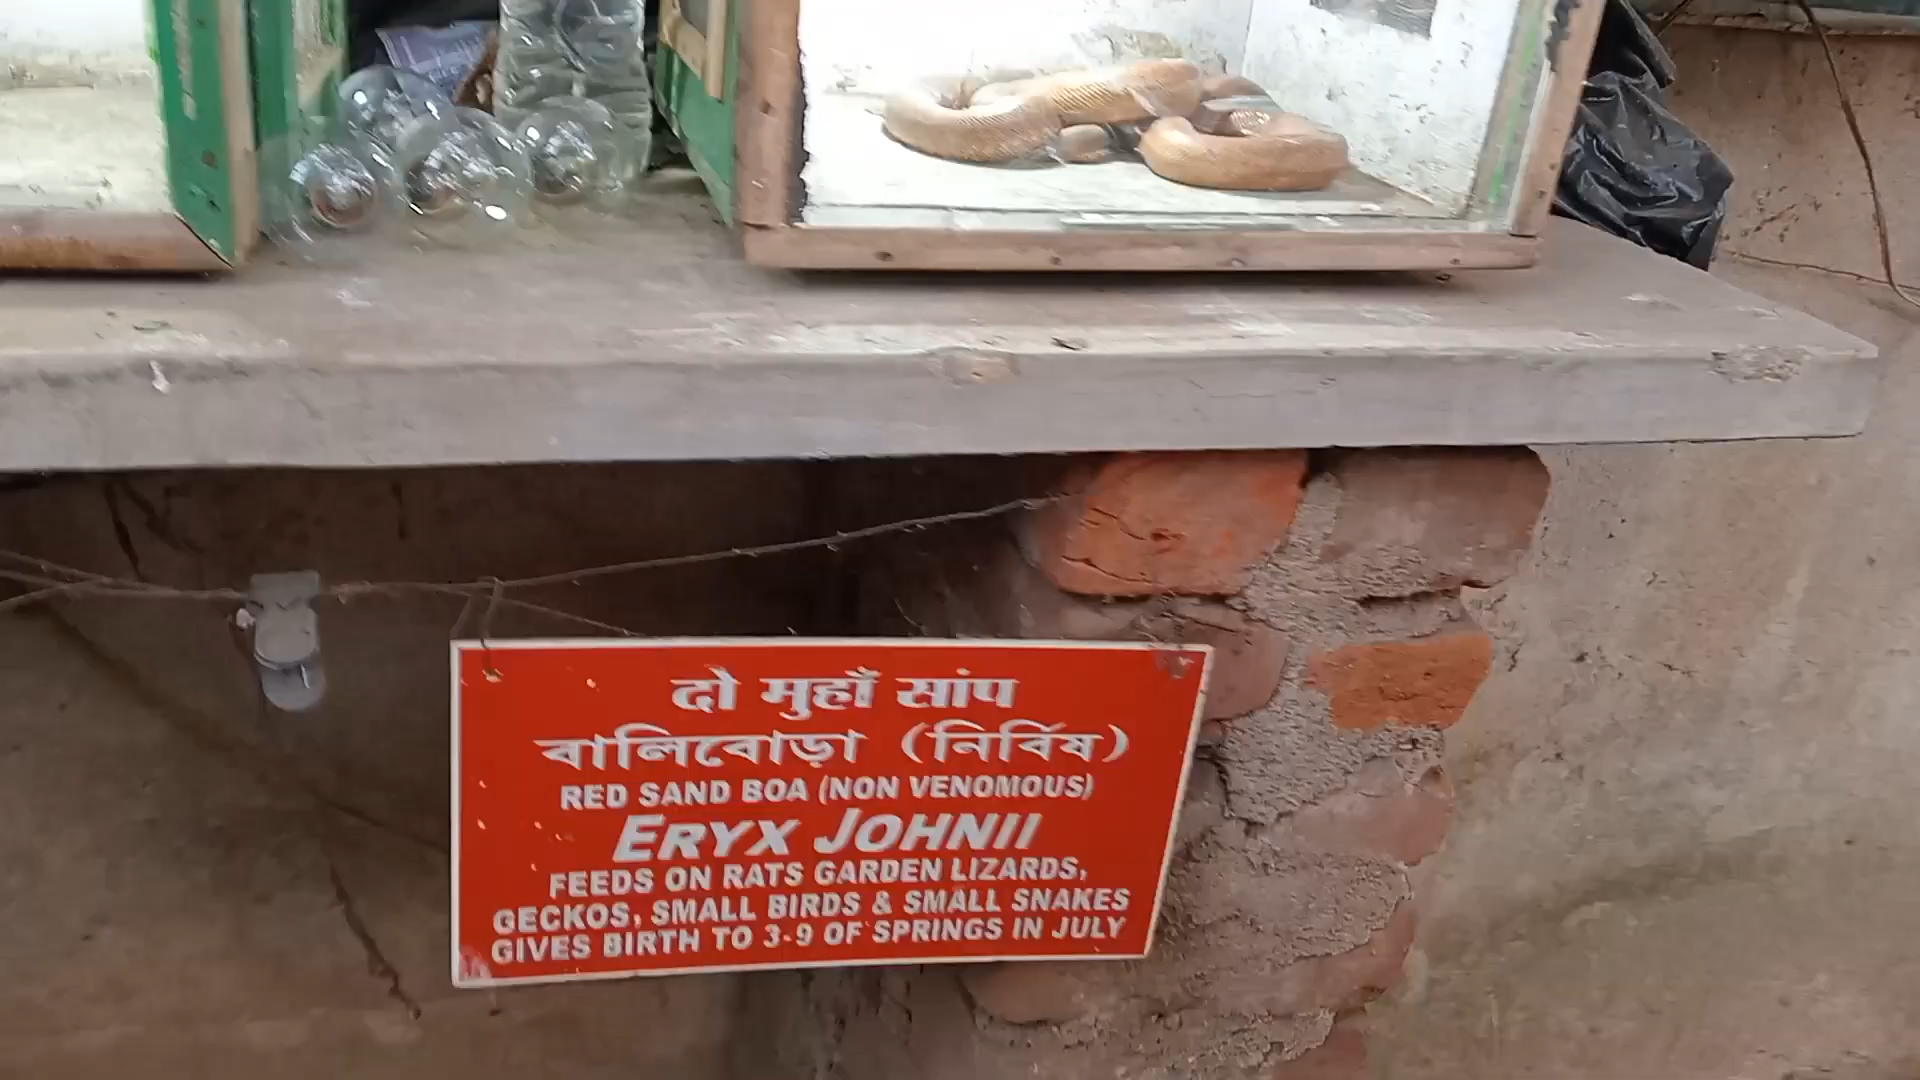 दो मुहाँ सांप
বালিবোড়া (নির্বিষ)
RED SAND BOA (NON VENOMOUS)
ERYX JOHNII
FEEDS ON RATS GARDEN LIZARDS,
GECKOS, SMALL BIRDS & SMALL SNAKES
GIVES BIRTH TO 3-9 OF SPRINGS IN JULY